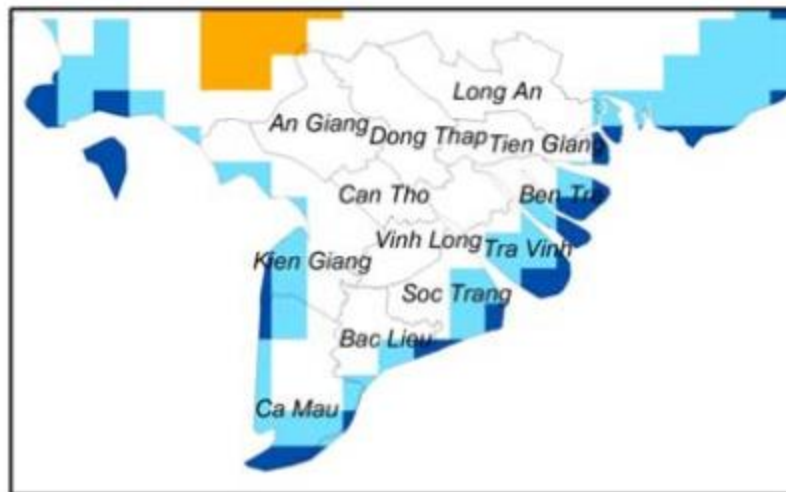 Long An
An Giang
Dong Thap
Tien Giang
Can Tho
Ben Tre
Vinh Long
Tra Vinh
Kien Giang
Soc Trang
Bac Lieu
Ca Mau